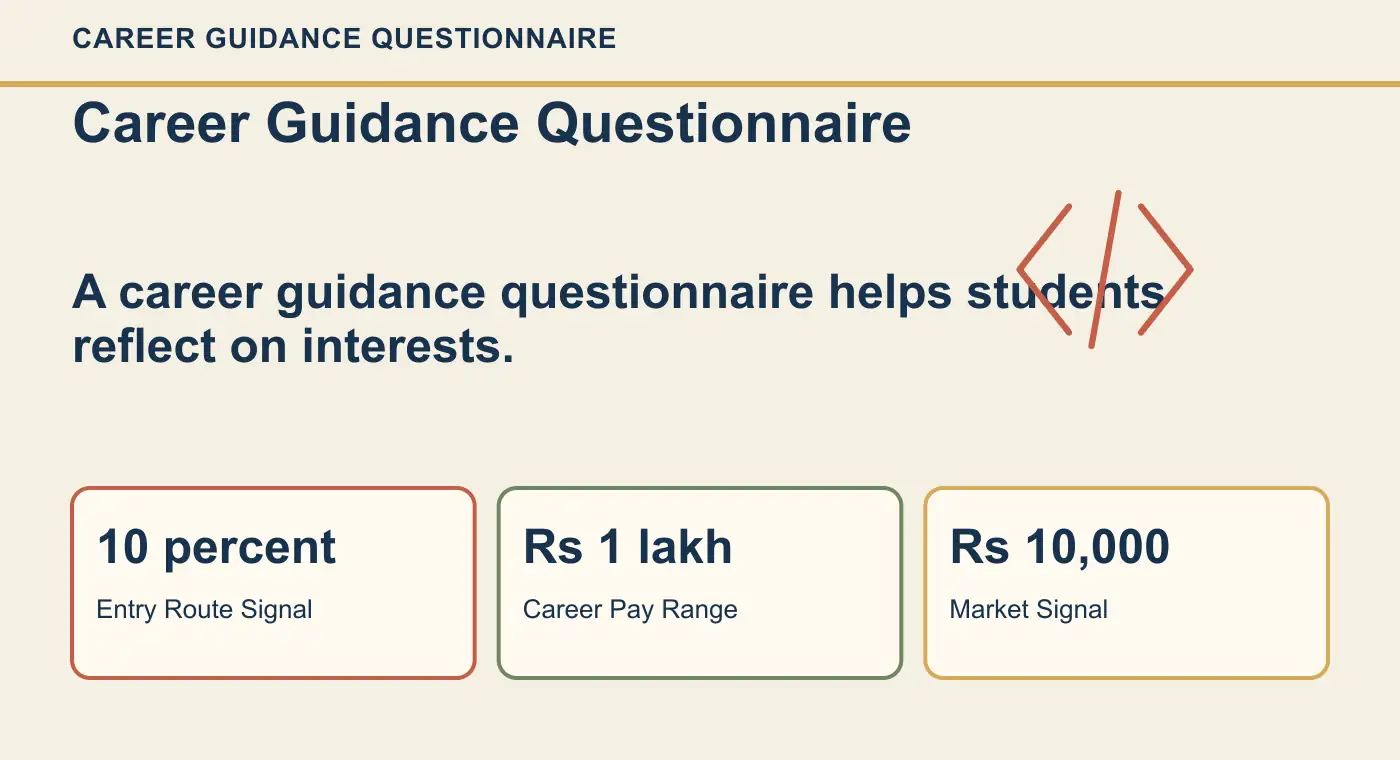 CAREER GUIDANCE QUESTIONNAIRE
Career Guidance Questionnaire
A career guidance questionnaire helps students
reflect on interests.
10 percent
Entry Route Signal
Rs 1 lakh
Career Pay Range
Rs 10,000
Market Signal